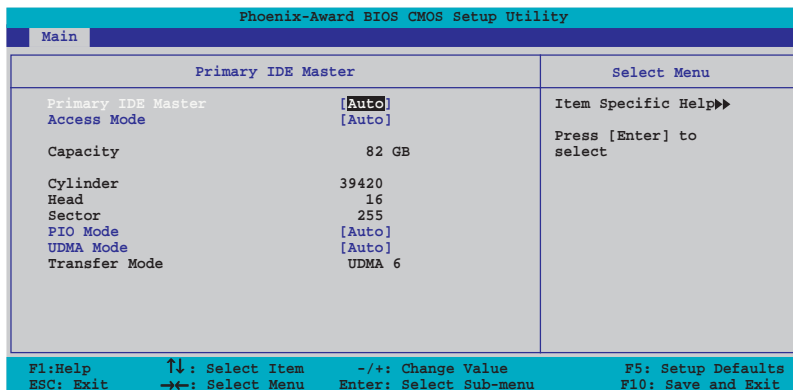 Phoenix-Award BIOS CMOS Setup Utility
Main
Primary IDE Master
Select Menu
Primary IDE Master [Auto]
Access Mode [Auto]
Capacity 82 GB
Cylinder 39420
Head 16
Sector 255
PIO Mode [Auto]
UDMA Mode [Auto]
Transfer Mode UDMA 6
Item Specific Help▶▶
Press [Enter] to
select
F1:Help ↑↓: Select Item -/+: Change Value F5: Setup Defaults
ESC: Exit →←: Select Menu Enter: Select Sub-menu F10: Save and Exit